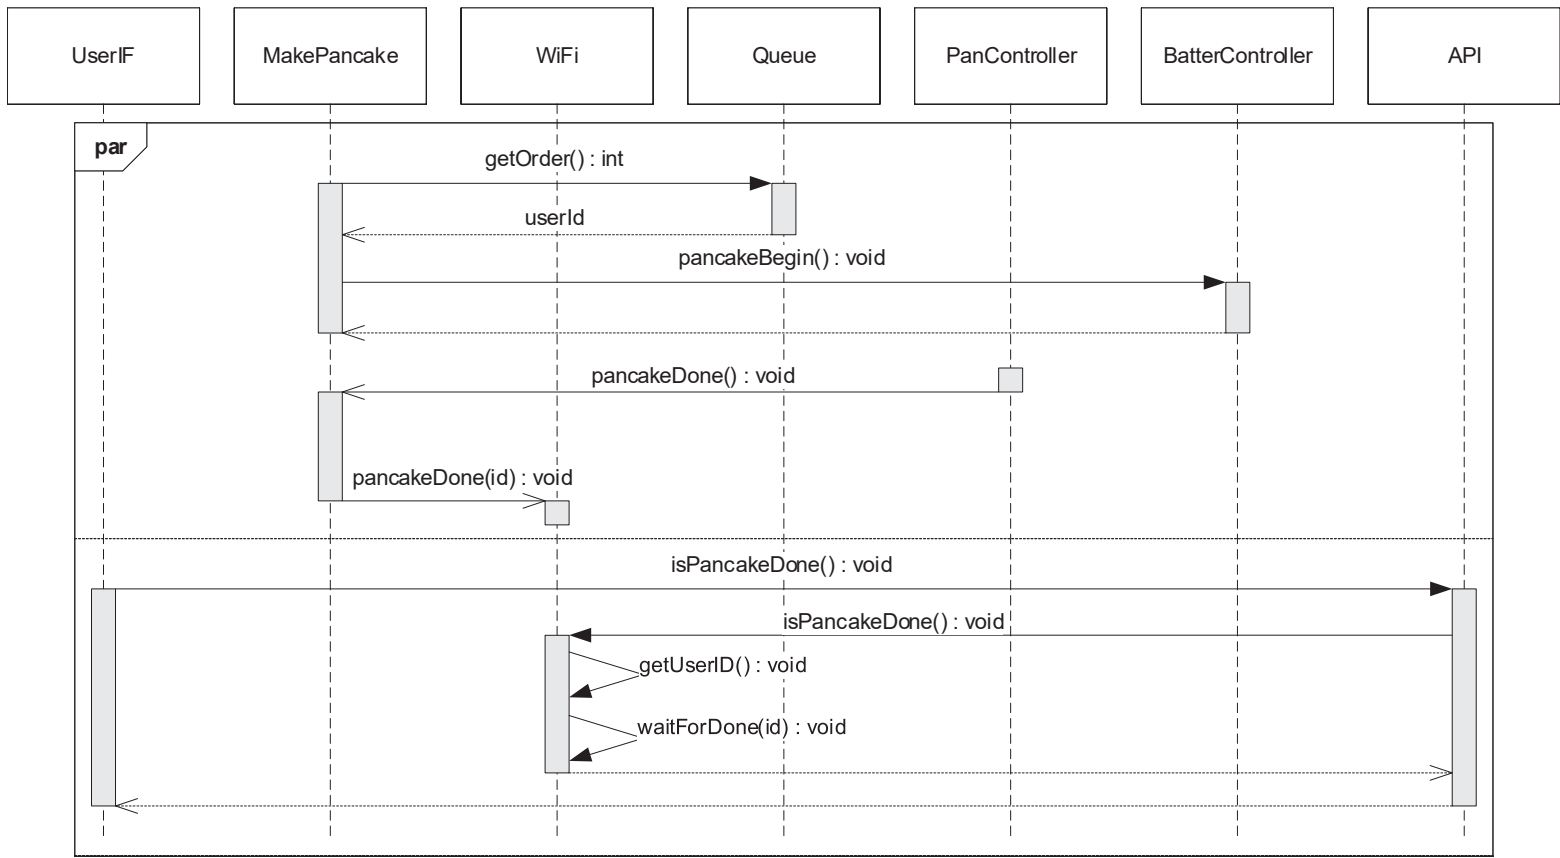 UserIF
MakePancake
WiFi
Queue
PanController
BatterController
API
par
getOrder() : int
userId
pancakeBegin() : void
pancakeDone() : void
pancakeDone(id) : void
isPancakeDone() : void
isPancakeDone() : void
getUserID() : void
waitForDone(id) : void